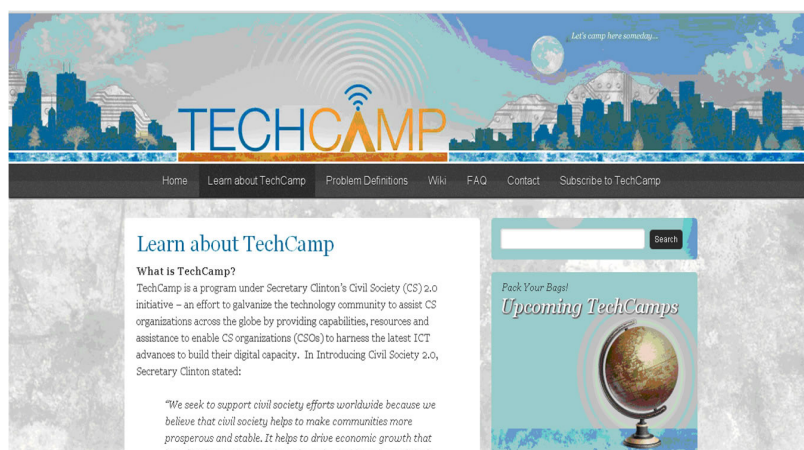 Let's camp here someday...
TECHCAMP
Home Learn about TechCamp Problem Definitions Wiki FAQ Contact Subscribe to TechCamp
Learn about TechCamp
What is TechCamp?
TechCamp is a program under Secretary Clinton's Civil Society (CS) 2.0
initiative – an effort to galvanize the technology community to assist CS
organizations across the globe by providing capabilities, resources and
assistance to enable CS organizations (CSOs) to harness the latest ICT
advances to build their digital capacity. In Introducing Civil Society 2.0,
Secretary Clinton stated:
"We seek to support civil society efforts worldwide because we
believe that civil society helps to make communities more
prosperous and stable. It helps to drive economic growth that
Search
Pack Your Bags!
Upcoming TechCamps